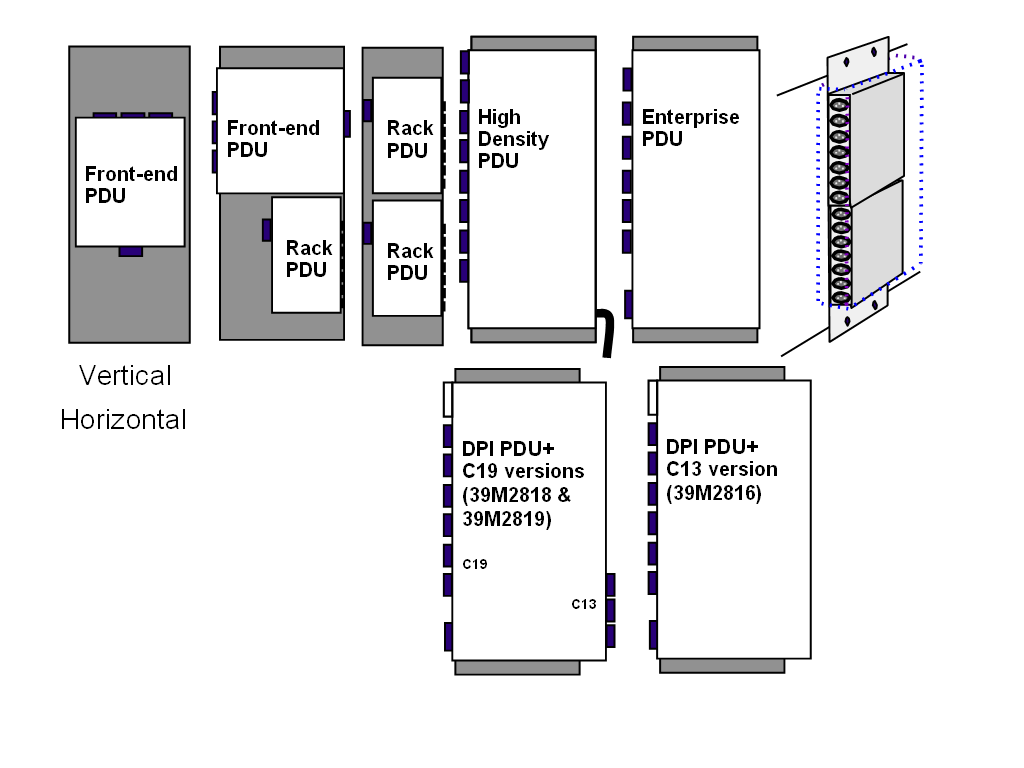 Front-end
PDU
Front-end
PDU
Rack
PDU
Rack
PDU
Rack
PDU
High
Density
PDU
Enterprise
PDU
Vertical
Horizontal
DPI PDU+
C19 versions
(39M2818 &
39M2819)
C19
C13
DPI PDU+
C13 version
(39M2816)